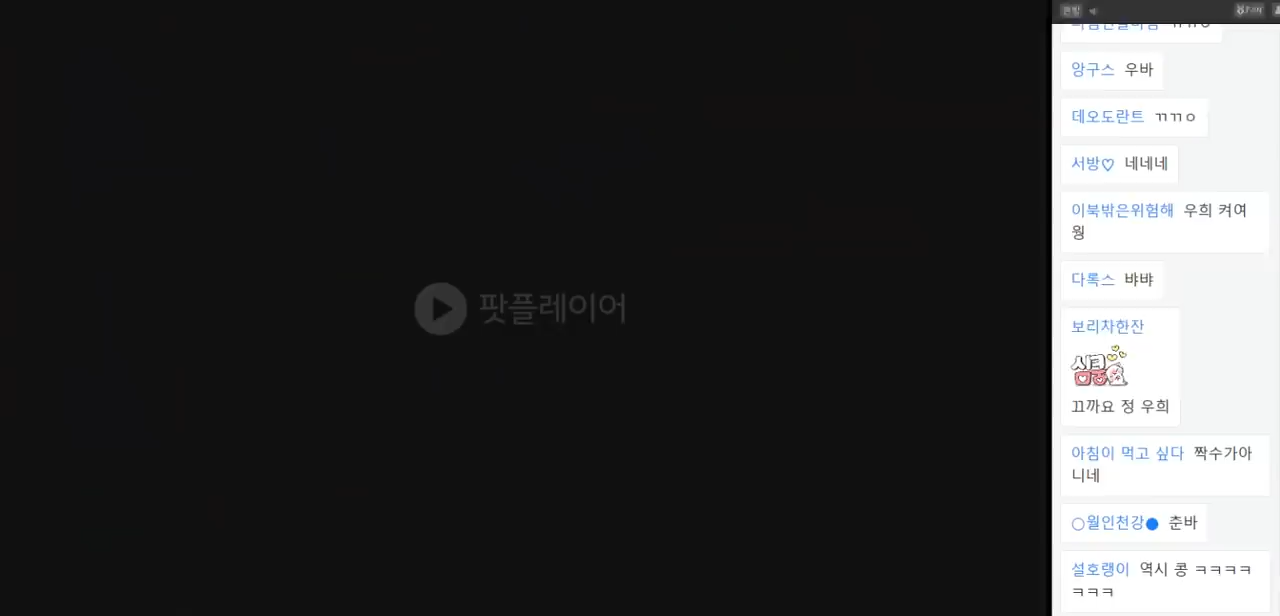 팟플레이어
앙구스 우바
데오도란트 ㄲㄲㅇ
서방♡ 네네네
이북밖은위험해 우희 켜여
웡
다록스 뱌뱌
보리차한잔
심쿵
끄까요 정 우희
아침이 먹고 싶다 짝수가아
니네
○월인천강● 춘바
설호랭이 역시 콩 ㅋㅋㅋㅋ
ㅋㅋㅋ